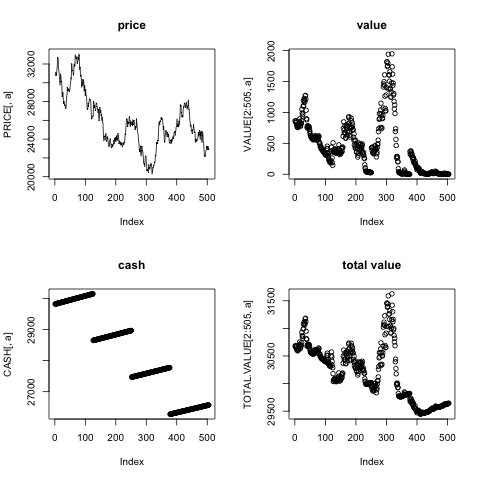 price
PRICE[, a]
20000 24000 28000 32000
0 100 200 300 400 500
Index
value
VALUE[2:505, a]
0 500 1000 1500 2000
0 100 200 300 400 500
Index
cash
CASH[, a]
27000 29000
0 100 200 300 400 500
Index
total value
TOTAL.VALUE[2:505, a]
29500 30500 31500
0 100 200 300 400 500
Index